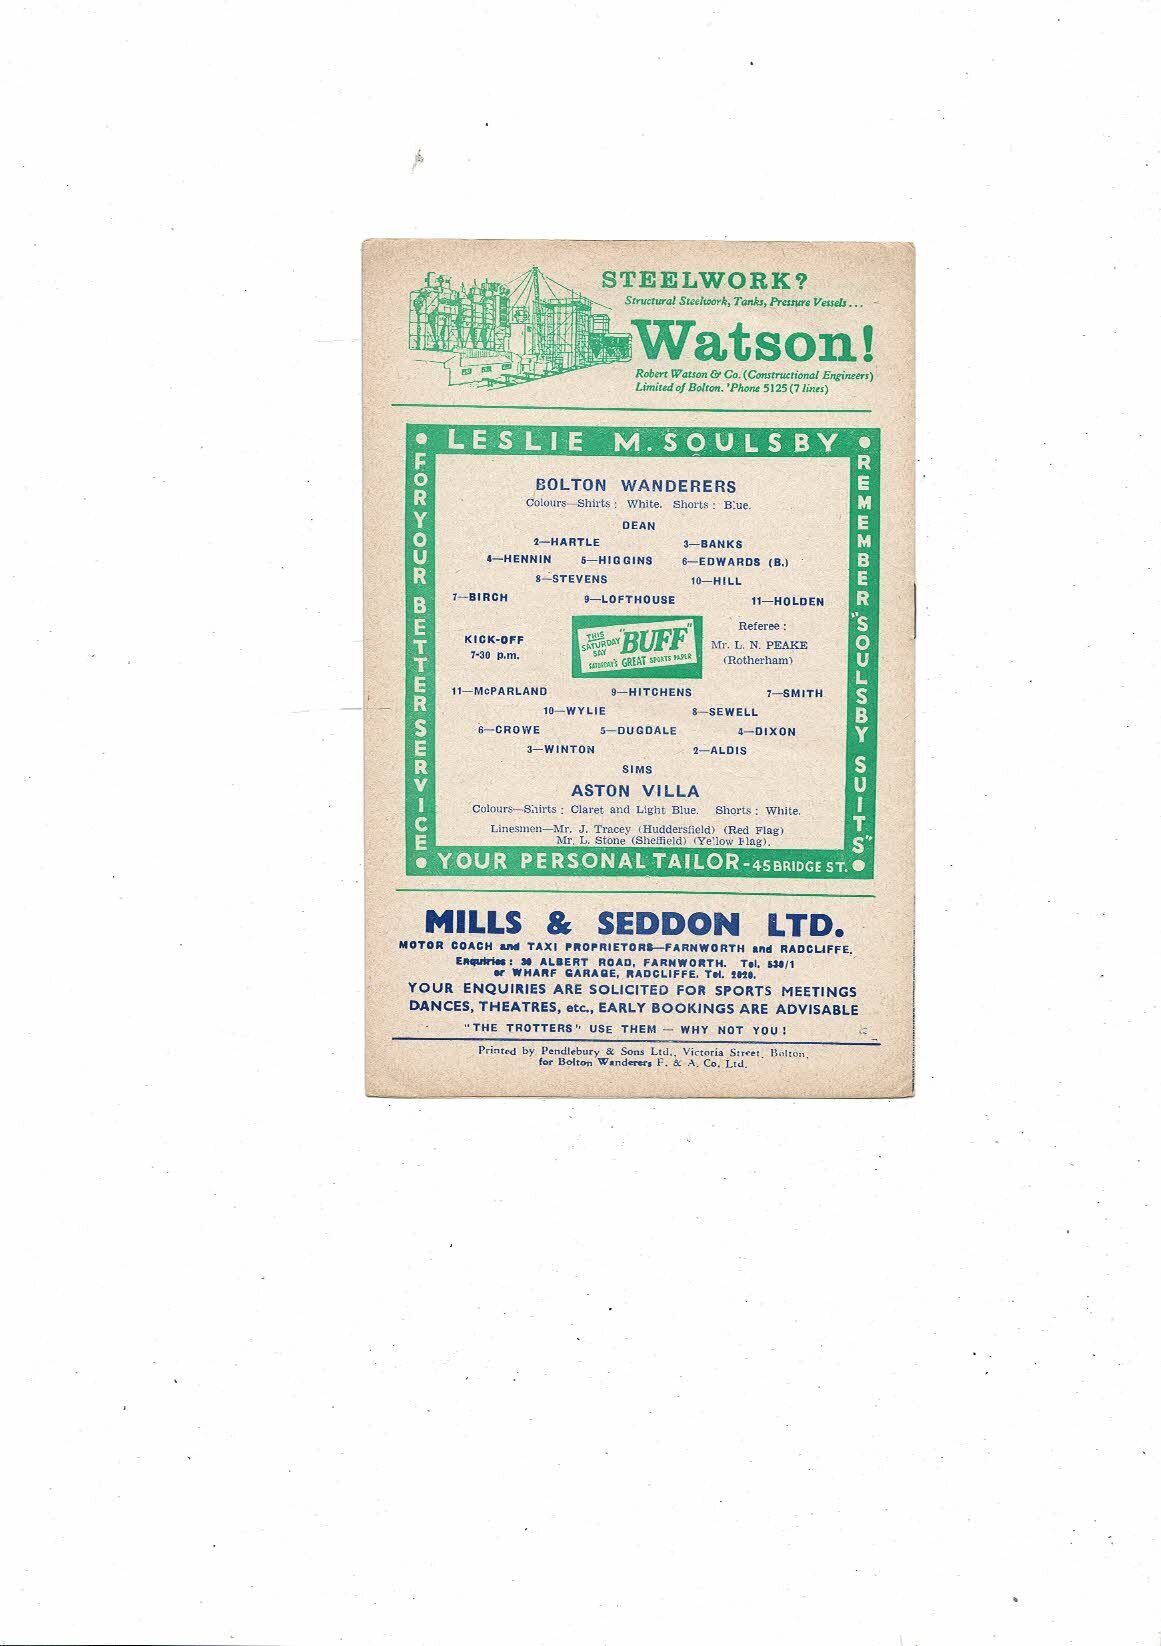 STEELWORK?
Structural Steelwork, Tanks, Pressure Vessels...
Watson!
Robert Watson & Co. (Constructional Engineers)
Limited of Bolton. 'Phone 5125 (7 lines)
• LESLIE M. SOULSBY •
FOR YOUR BETTER SERVICE
REMEMBER "SOULSBY SUITS"
BOLTON WANDERERS
Colours—Shirts : White. Shorts : Blue.
DEAN
2—HARTLE 3—BANKS
4—HENNIN 5—HIGGINS 6—EDWARDS (B.)
8—STEVENS 10—HILL
7—BIRCH 9—LOFTHOUSE 11—HOLDEN
KICK-OFF
7-30 p.m.
THIS
SATURDAY
SAY
"BUFF"
SATURDAY'S GREAT SPORTS PAPER
Referee :
Mr. L. N. PEAKE
(Rotherham)
11—McPARLAND 9—HITCHENS 7—SMITH
10—WYLIE 8—SEWELL
6—CROWE 5—DUGDALE 4—DIXON
3—WINTON 2—ALDIS
SIMS
ASTON VILLA
Colours—Shirts : Claret and Light Blue. Shorts : White.
Linesmen—Mr. J. Tracey (Huddersfield) (Red Flag)
Mr. L. Stone (Sheffield) (Yellow Flag).
• YOUR PERSONAL TAILOR - 45 BRIDGE ST. •
MILLS & SEDDON LTD.
MOTOR COACH and TAXI PROPRIETORS—FARNWORTH and RADCLIFFE.
Enquiries : 30 ALBERT ROAD, FARNWORTH. Tel. 530/1
or WHARF GARAGE, RADCLIFFE. Tel. 2020.
YOUR ENQUIRIES ARE SOLICITED FOR SPORTS MEETINGS
DANCES, THEATRES, etc., EARLY BOOKINGS ARE ADVISABLE
"THE TROTTERS" USE THEM — WHY NOT YOU !
Printed by Pendlebury & Sons Ltd., Victoria Street, Bolton,
for Bolton Wanderers F. & A. Co. Ltd.